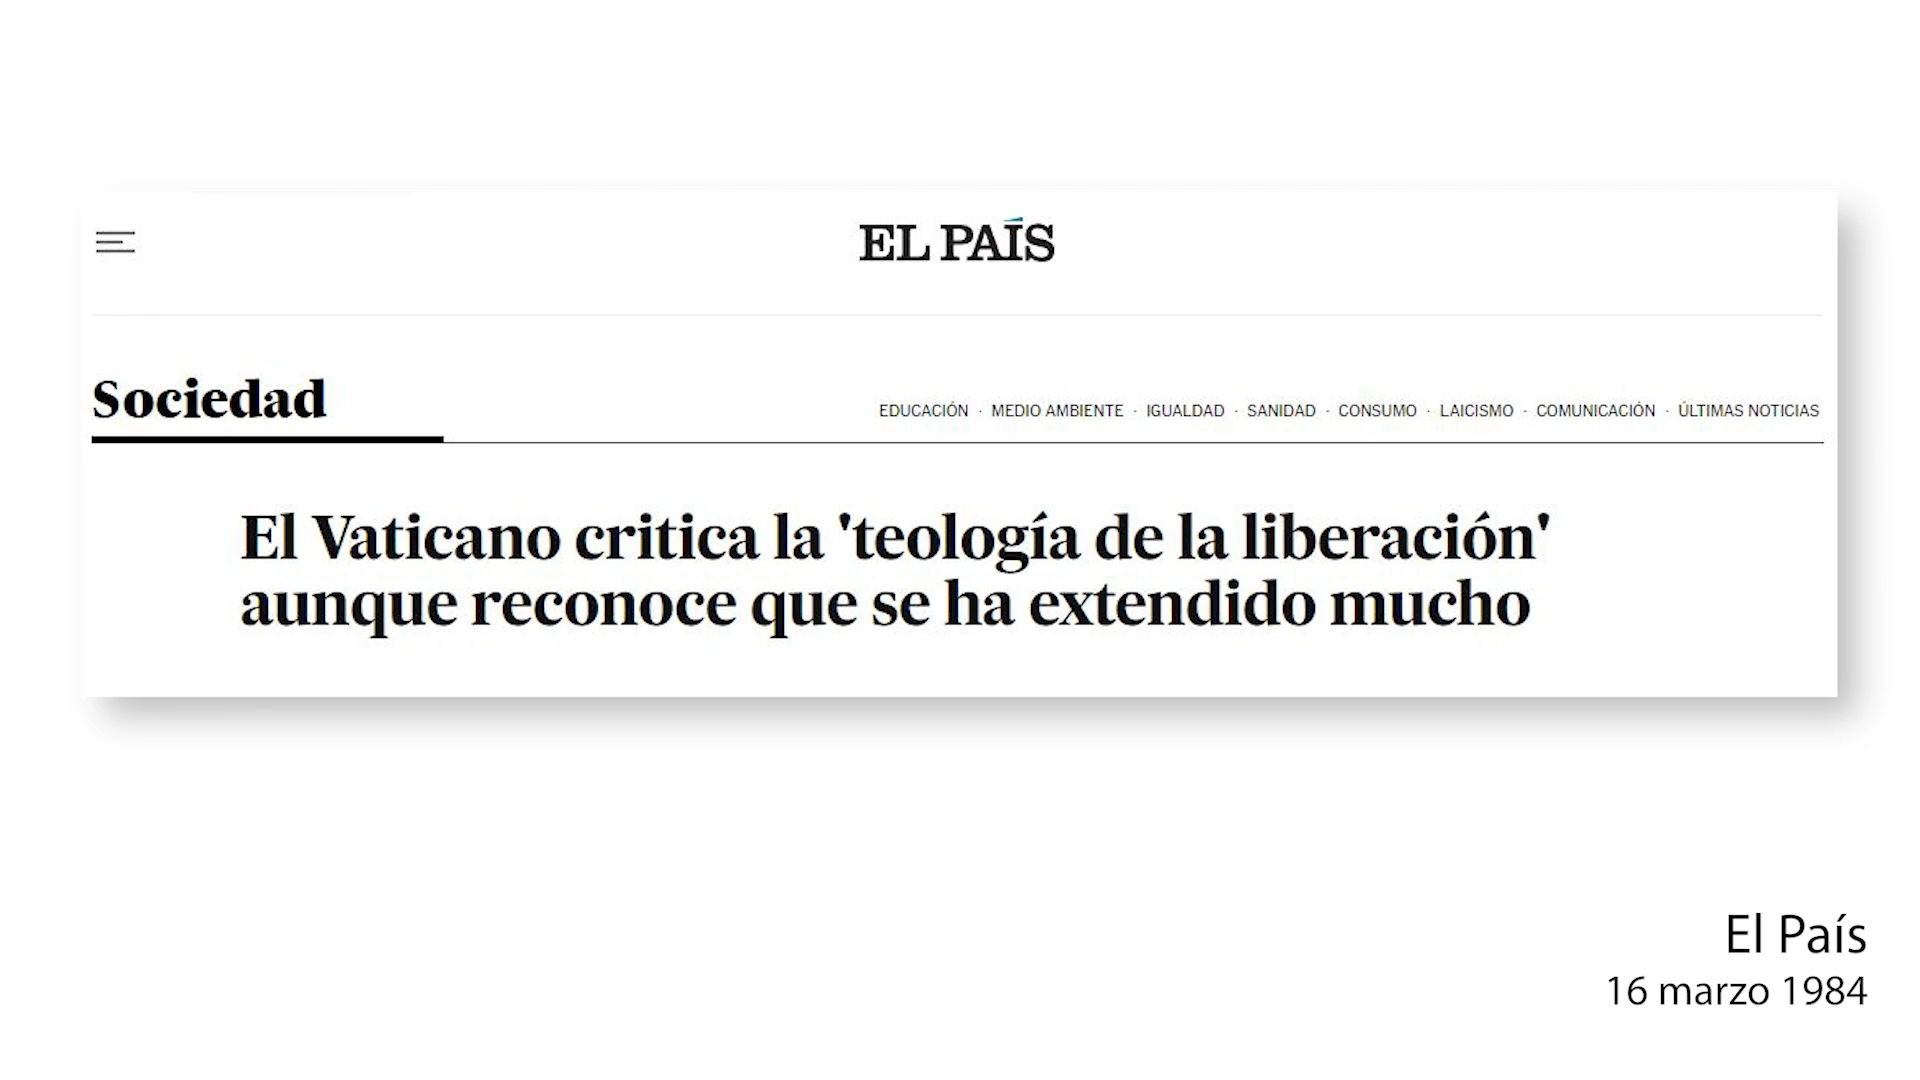 EL PAÍS
Sociedad
EDUCACIÓN · MEDIO AMBIENTE · IGUALDAD · SANIDAD · CONSUMO · LAICISMO · COMUNICACIÓN · ÚLTIMAS NOTICIAS
El Vaticano critica la 'teología de la liberación'
aunque reconoce que se ha extendido mucho
El País
16 marzo 1984